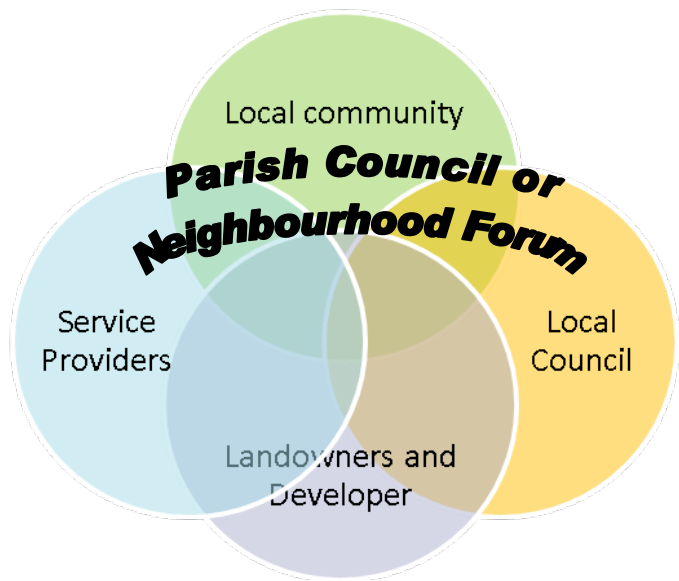 Local community
Parish Council or
Neighbourhood Forum
Service
Providers
Local
Council
Landowners and
Developer